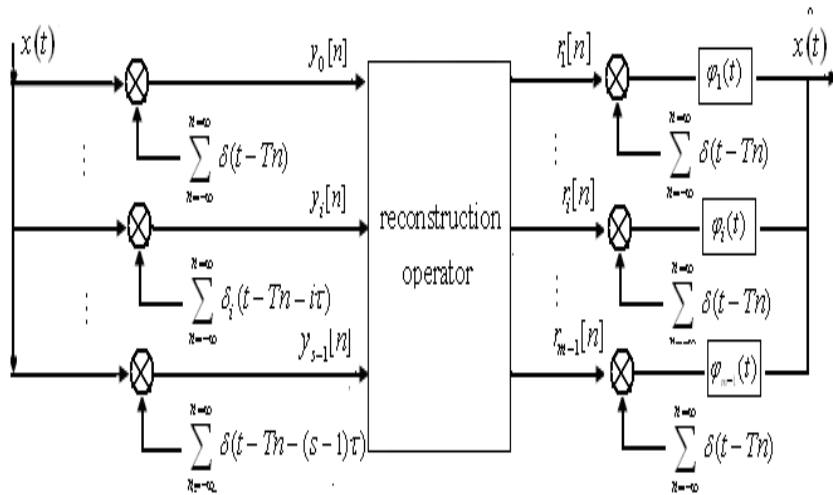 x(t)
y_0[n]
r_1[n]
^
x(t)
φ_1(t)
n=∞
∑ δ(t−Tn)
n=−∞
n=∞
∑ δ(t−Tn)
n=−∞
⋮
⋮
y_i[n]
reconstruction
operator
r_i[n]
φ_i(t)
n=∞
∑ δ_i(t−Tn−iτ)
n=−∞
n=∞
∑ δ(t−Tn)
n=−∞
⋮
⋮
y_{s−1}[n]
r_{m−1}[n]
φ_{m−1}(t)
n=∞
∑ δ(t−Tn−(s−1)τ)
n=−∞
n=∞
∑ δ(t−Tn)
n=−∞